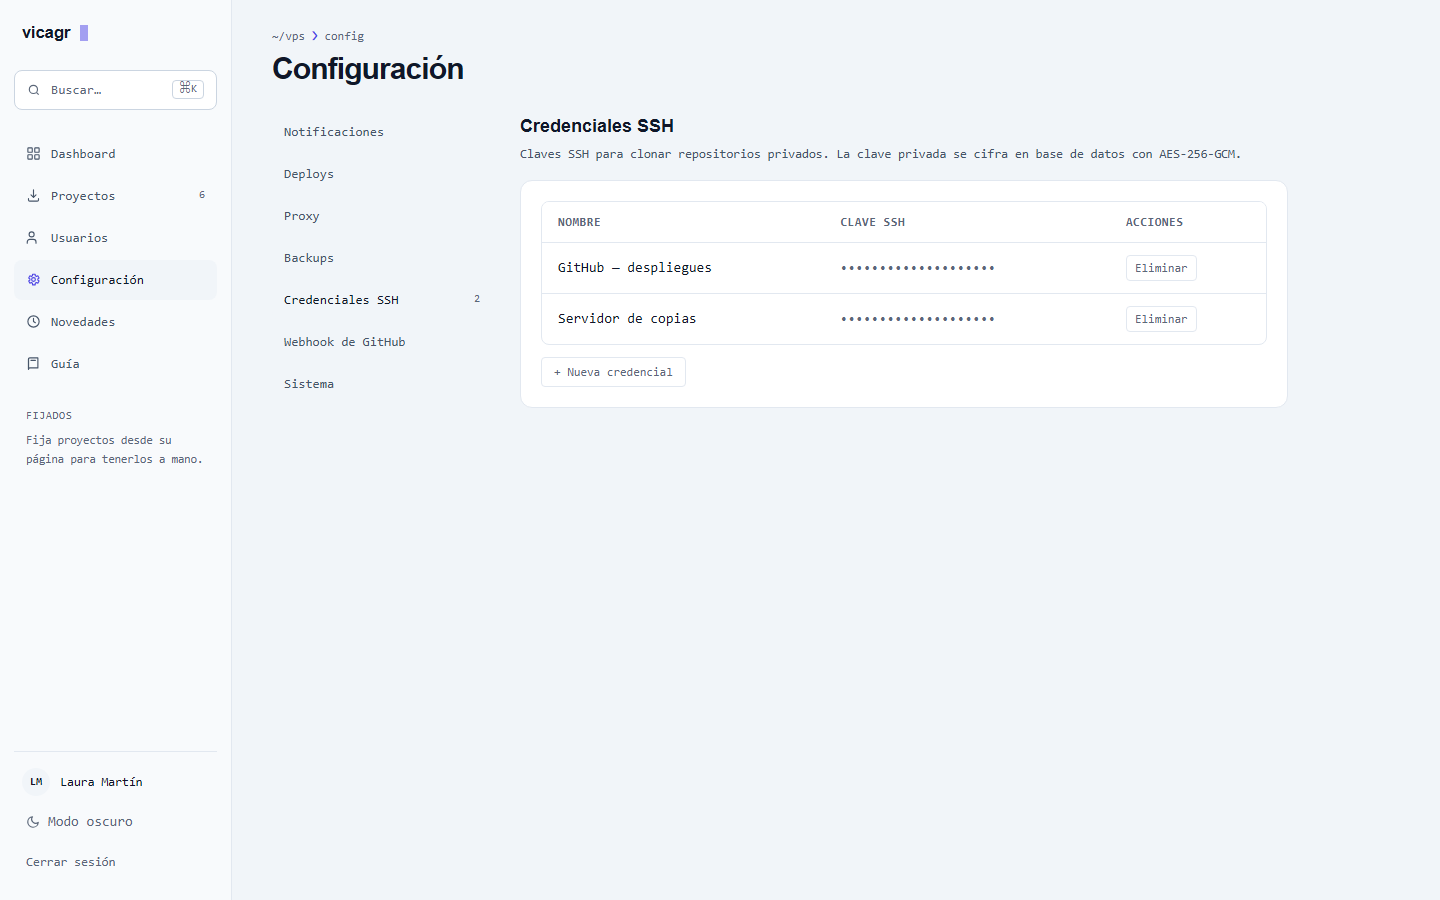 vicagr
Buscar…
⌘K
Dashboard
Proyectos 6
Usuarios
Configuración
Novedades
Guía
FIJADOS
Fija proyectos desde su
página para tenerlos a mano.
LM Laura Martín
Modo oscuro
Cerrar sesión
~/vps ❯ config
Configuración
Notificaciones
Deploys
Proxy
Backups
Credenciales SSH 2
Webhook de GitHub
Sistema
Credenciales SSH
Claves SSH para clonar repositorios privados. La clave privada se cifra en base de datos con AES-256-GCM.
NOMBRE CLAVE SSH ACCIONES
GitHub — despliegues •••••••••••••••••••• Eliminar
Servidor de copias •••••••••••••••••••• Eliminar
+ Nueva credencial